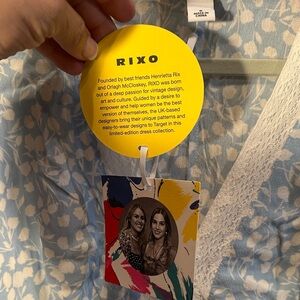 RIXO
Founded by best friends Henrietta Rix
and Orlagh McCloskey, RIXO was born
out of a deep passion for vintage design,
art and culture. Guided by a desire to
empower and help women be the best
version of themselves, the UK-based
designers bring their unique patterns and
easy-to-wear designs to Target in this
limited-edition dress collection.
MADE IN